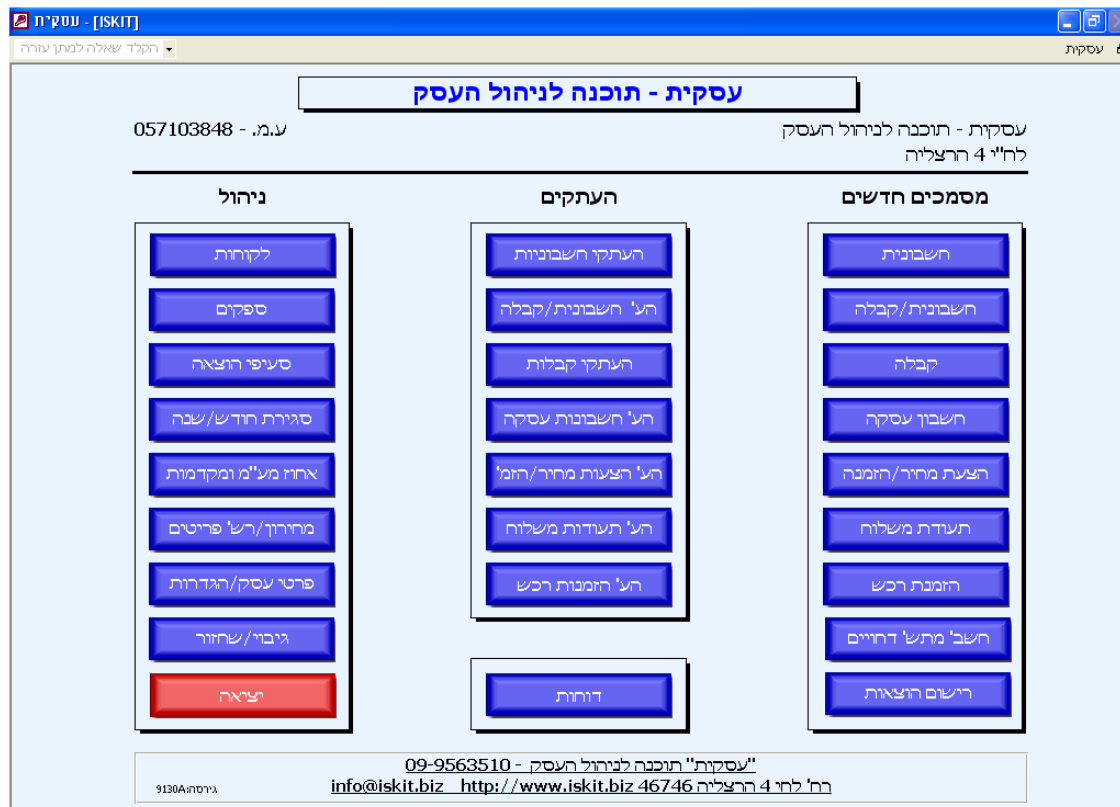 עסקית - [ISKIT]
עסקית
הקלד שאלה למתן עזרה
עסקית - תוכנה לניהול העסק
עסקית - תוכנה לניהול העסק
לח"י 4 הרצליה
ע.מ. - 057103848
מסמכים חדשים
חשבונית
חשבונית/קבלה
קבלה
חשבון עסקה
הצעת מחיר/הזמנה
תעודת משלוח
הזמנת רכש
חשב' מתש' דחויים
רישום הוצאות
העתקים
העתקי חשבוניות
הע' חשבונית/קבלה
העתקי קבלות
הע' חשבונות עסקה
הע' הצעות מחיר/הזמ'
הע' תעודות משלוח
הע' הזמנות רכש
דוחות
ניהול
לקוחות
ספקים
סעיפי הוצאה
סגירת חודש/שנה
אחוז מע"מ ומקדמות
מחירון/רש' פריטים
פרטי עסק/הגדרות
גיבוי/שחזור
יציאה
"עסקית" תוכנה לניהול העסק - 09-9563510
רח' לחי 4 הרצליה 46746 info@iskit.biz http://www.iskit.biz
גירסה:9130A